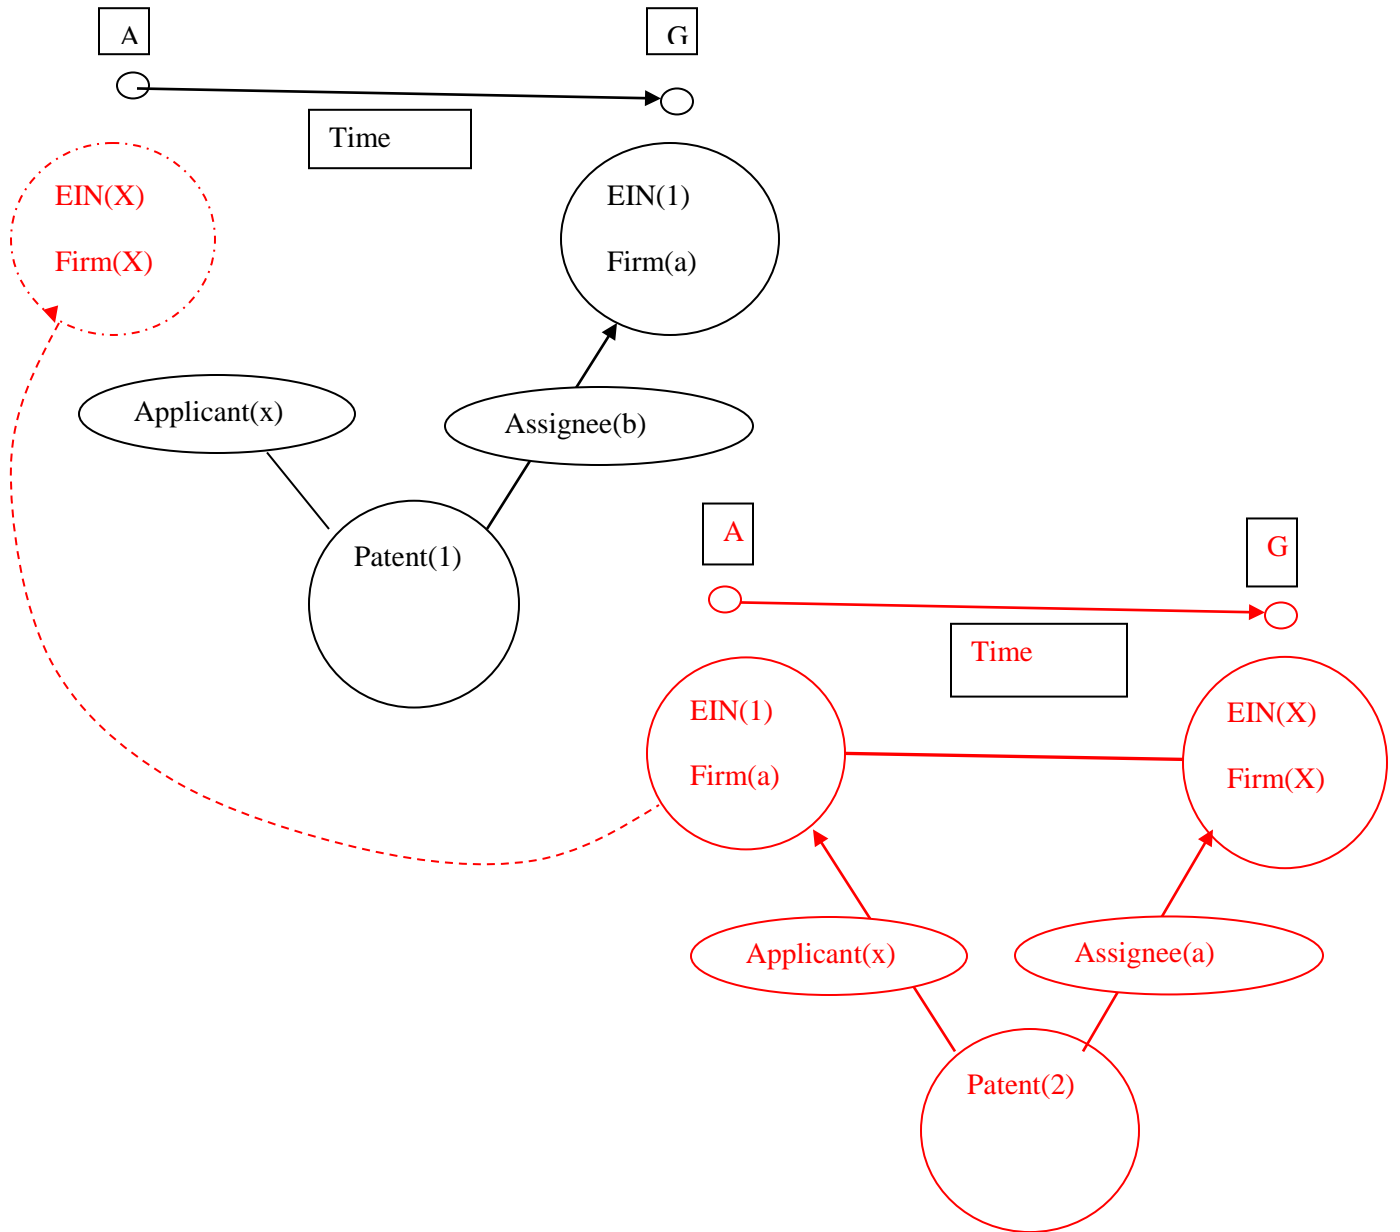 A
G
Time
EIN(X)
Firm(X)
EIN(1)
Firm(a)
Applicant(x)
Assignee(b)
Patent(1)
A
G
Time
EIN(1)
Firm(a)
EIN(X)
Firm(X)
Applicant(x)
Assignee(a)
Patent(2)